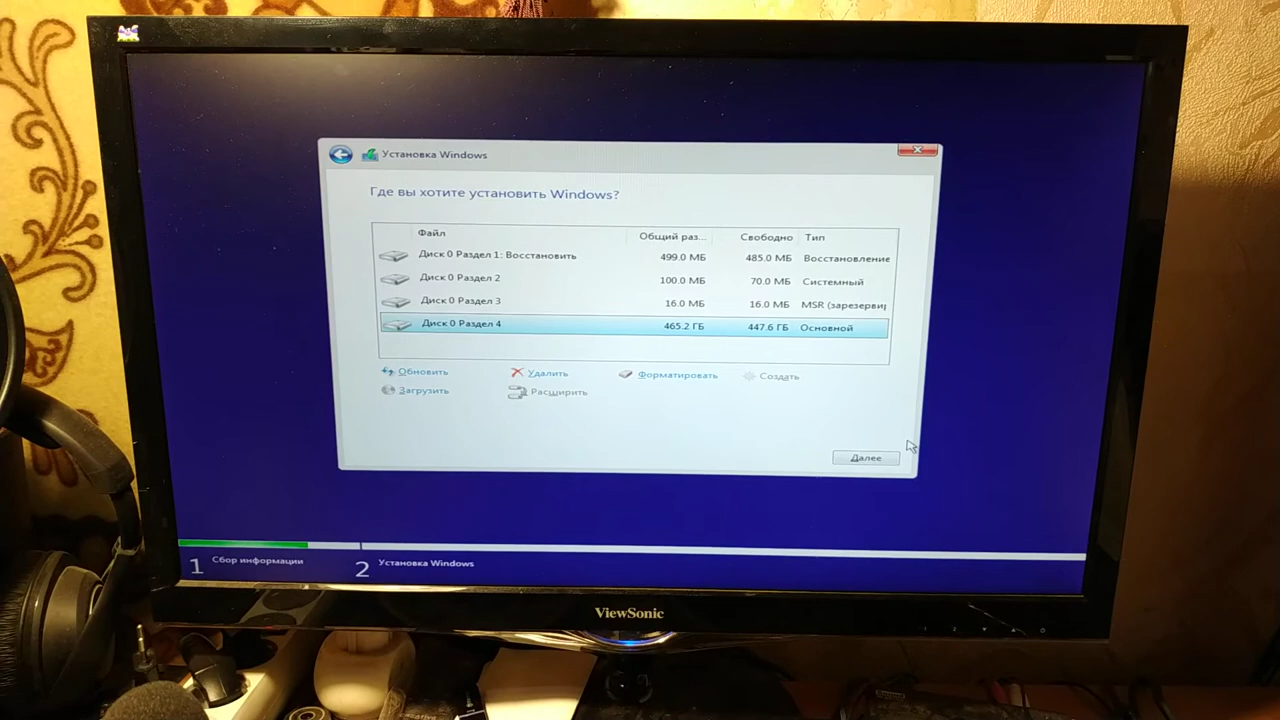 Установка Windows
Где вы хотите установить Windows?
Файл Общий раз... Свободно Тип
Диск 0 Раздел 1: Восстановить 499.0 МБ 485.0 МБ Восстановление
Диск 0 Раздел 2 100.0 МБ 70.0 МБ Системный
Диск 0 Раздел 3 16.0 МБ 16.0 МБ MSR (зарезерви
Диск 0 Раздел 4 465.2 ГБ 447.6 ГБ Основной
Обновить Удалить Форматировать Создать
Загрузить Расширить
Далее
1 Сбор информации 2 Установка Windows
ViewSonic